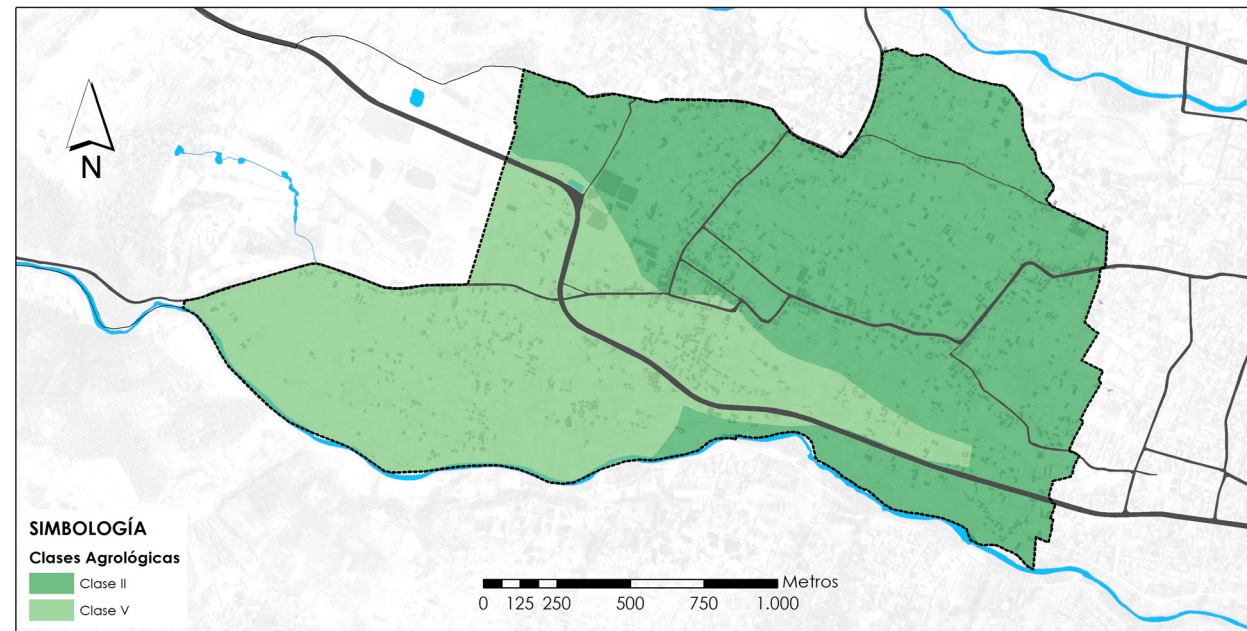 N
SIMBOLOGÍA
Clases Agrológicas
Clase II
Clase V
Metros
0 125 250 500 750 1.000